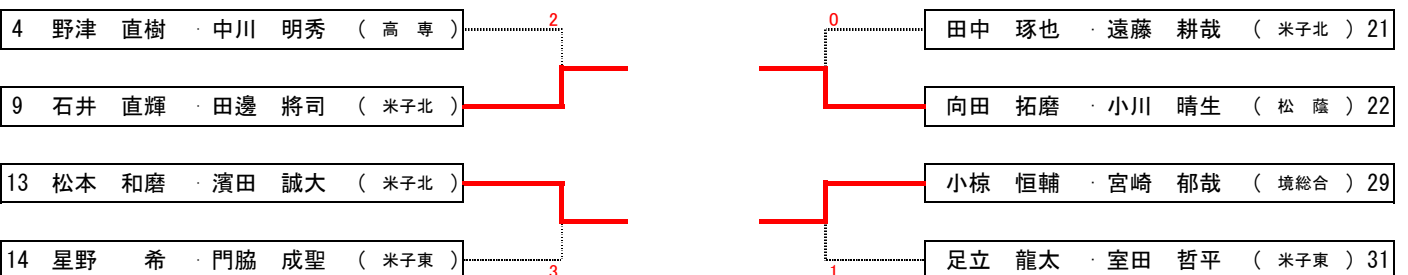 4 野津 直樹 · 中川 明秀 ( 高 専 ) 2
0 田中 琢也 · 遠藤 耕哉 ( 米子北 ) 21
9 石井 直輝 · 田邊 將司 ( 米子北 )
向田 拓磨 · 小川 晴生 ( 松 蔭 ) 22
13 松本 和磨 · 濱田 誠大 ( 米子北 )
小椋 恒輔 · 宮崎 郁哉 ( 境総合 ) 29
14 星野 希 · 門脇 成聖 ( 米子東 ) 3
1 足立 龍太 · 室田 哲平 ( 米子東 ) 31